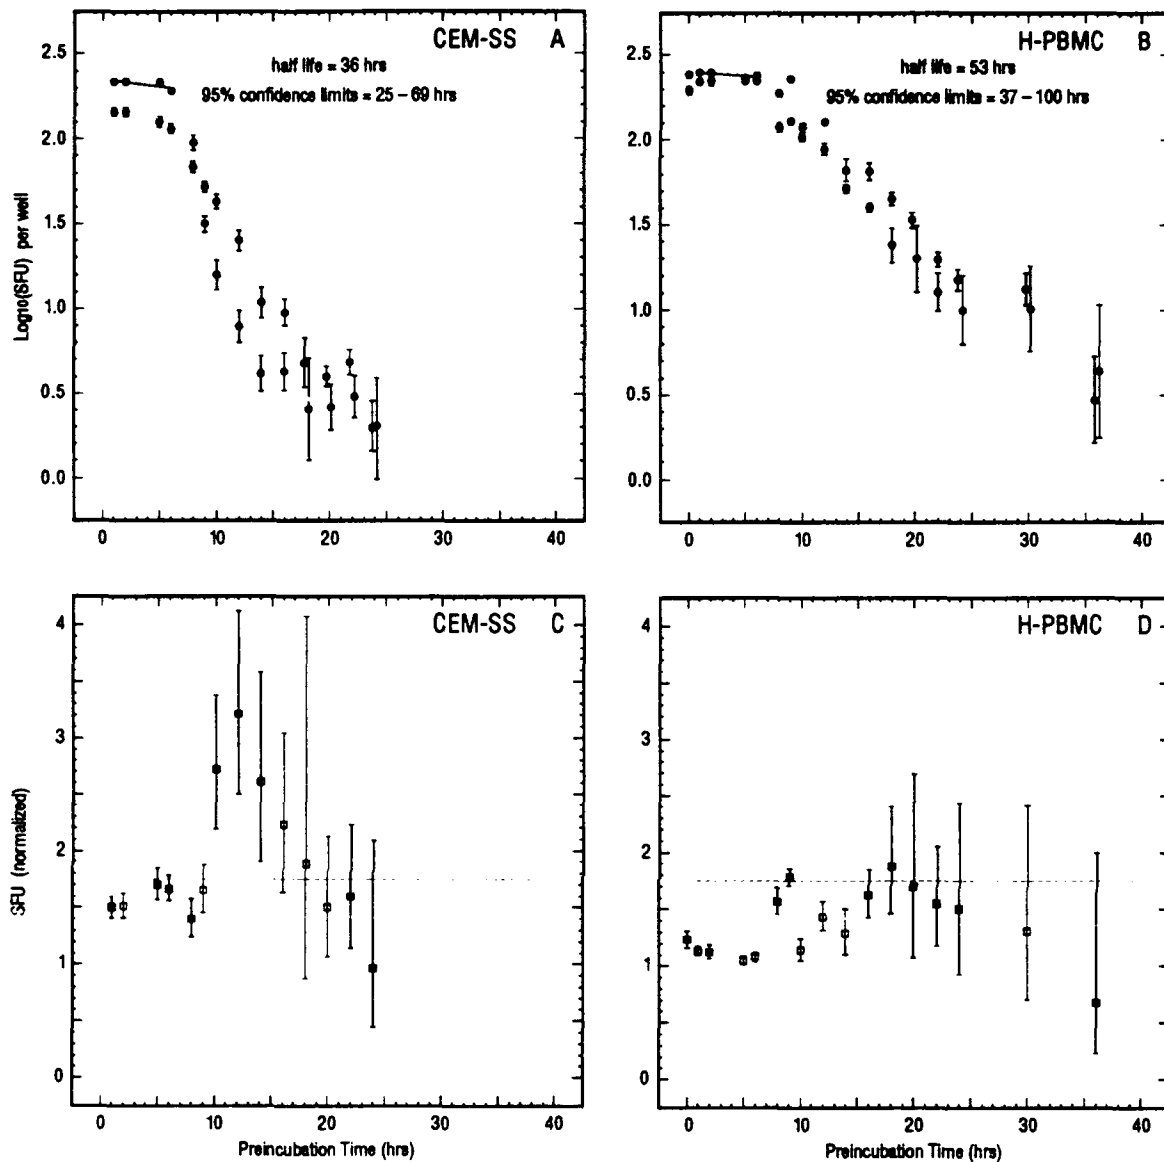 CEM-SS A
half life = 36 hrs
95% confidence limits = 25 – 69 hrs
Log10(SFU) per well
2.5
2.0
1.5
1.0
0.5
0.0
0 10 20 30 40
H-PBMC B
half life = 53 hrs
95% confidence limits = 37 – 100 hrs
2.5
2.0
1.5
1.0
0.5
0.0
0 10 20 30 40
CEM-SS C
SFU (normalized)
4
3
2
1
0
0 10 20 30 40
Preincubation Time (hrs)
H-PBMC D
4
3
2
1
0
0 10 20 30 40
Preincubation Time (hrs)